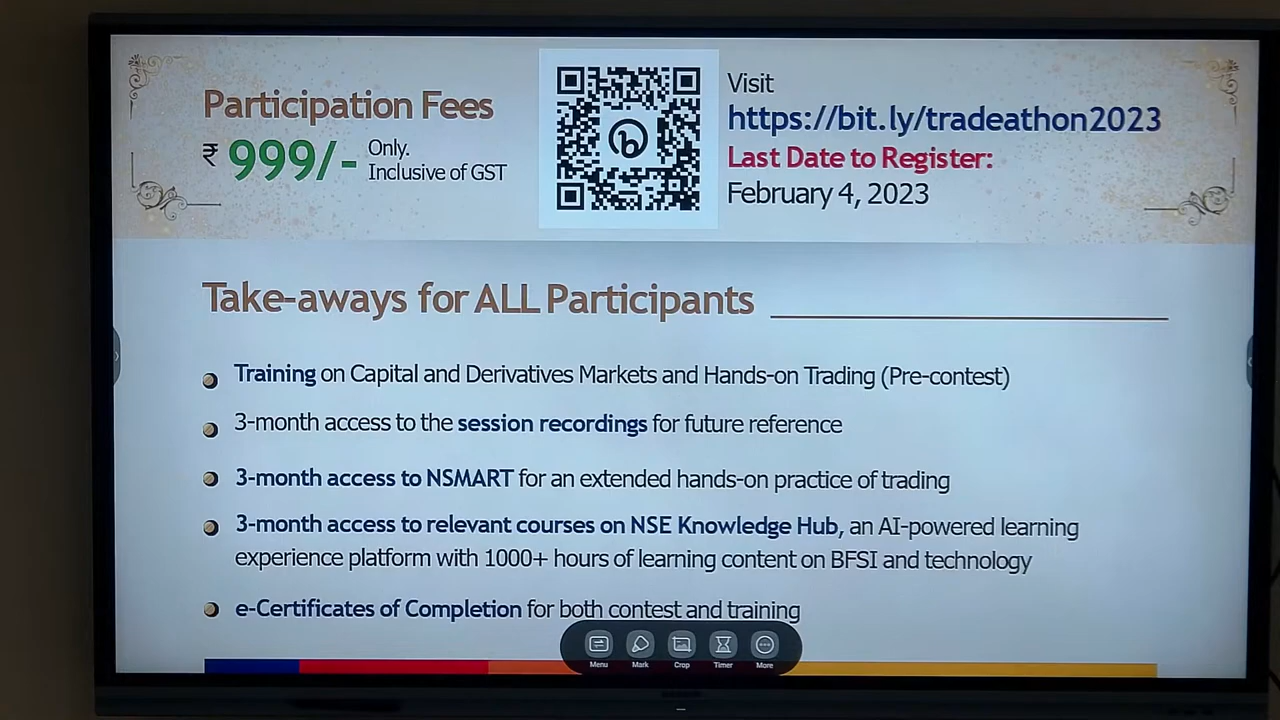 Participation Fees
₹ 999/- Only.
Inclusive of GST
Visit
https://bit.ly/tradeathon2023
Last Date to Register:
February 4, 2023
Take-aways for ALL Participants
Training on Capital and Derivatives Markets and Hands-on Trading (Pre-contest)
3-month access to the session recordings for future reference
3-month access to NSMART for an extended hands-on practice of trading
3-month access to relevant courses on NSE Knowledge Hub, an AI-powered learning
experience platform with 1000+ hours of learning content on BFSI and technology
e-Certificates of Completion for both contest and training
Menu Mark Crop Timer More